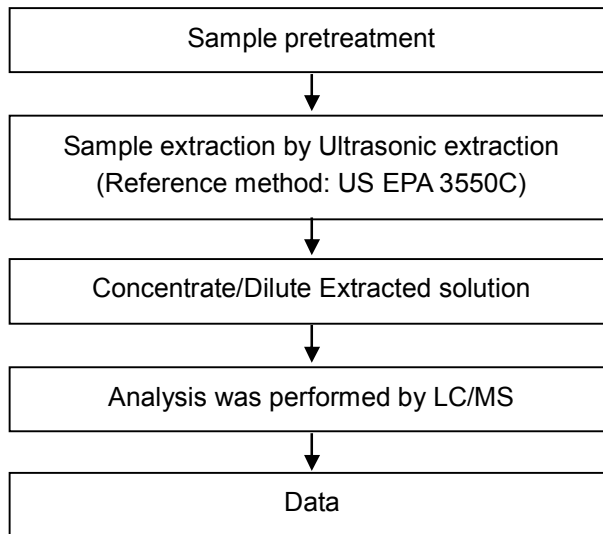 Sample pretreatment
Sample extraction by Ultrasonic extraction
(Reference method: US EPA 3550C)
Concentrate/Dilute Extracted solution
Analysis was performed by LC/MS
Data